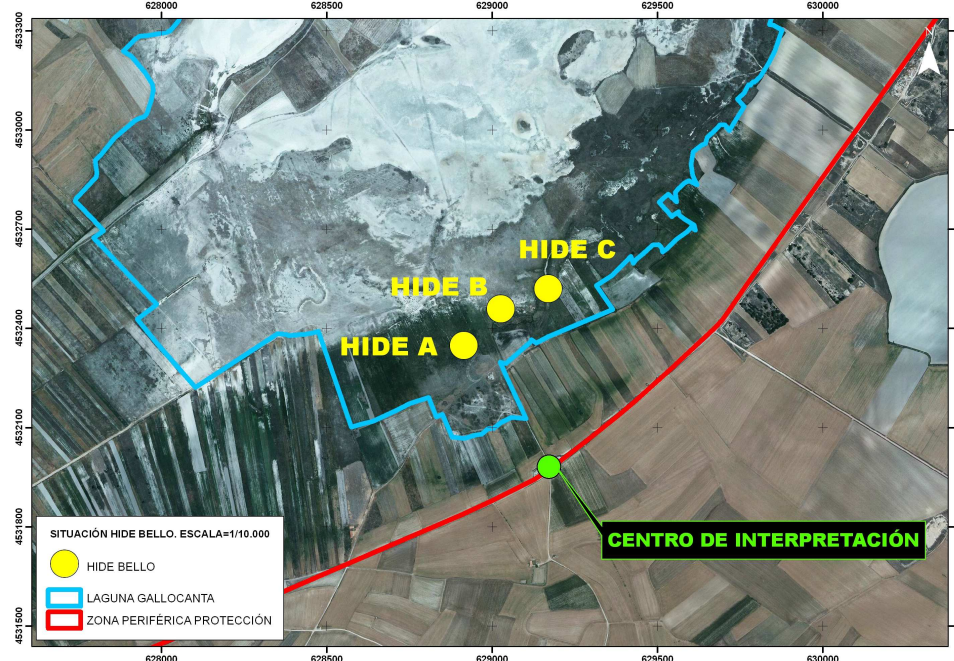 628000 628500 629000 629500 630000
4533300
N
4533000
4532700
HIDE C
HIDE B
4532400
HIDE A
4532100
CENTRO DE INTERPRETACIÓN
4531800
SITUACIÓN HIDE BELLO. ESCALA=1/10.000
HIDE BELLO
LAGUNA GALLOCANTA
ZONA PERIFÉRICA PROTECCIÓN
4531500
628000 628500 629000 629500 630000